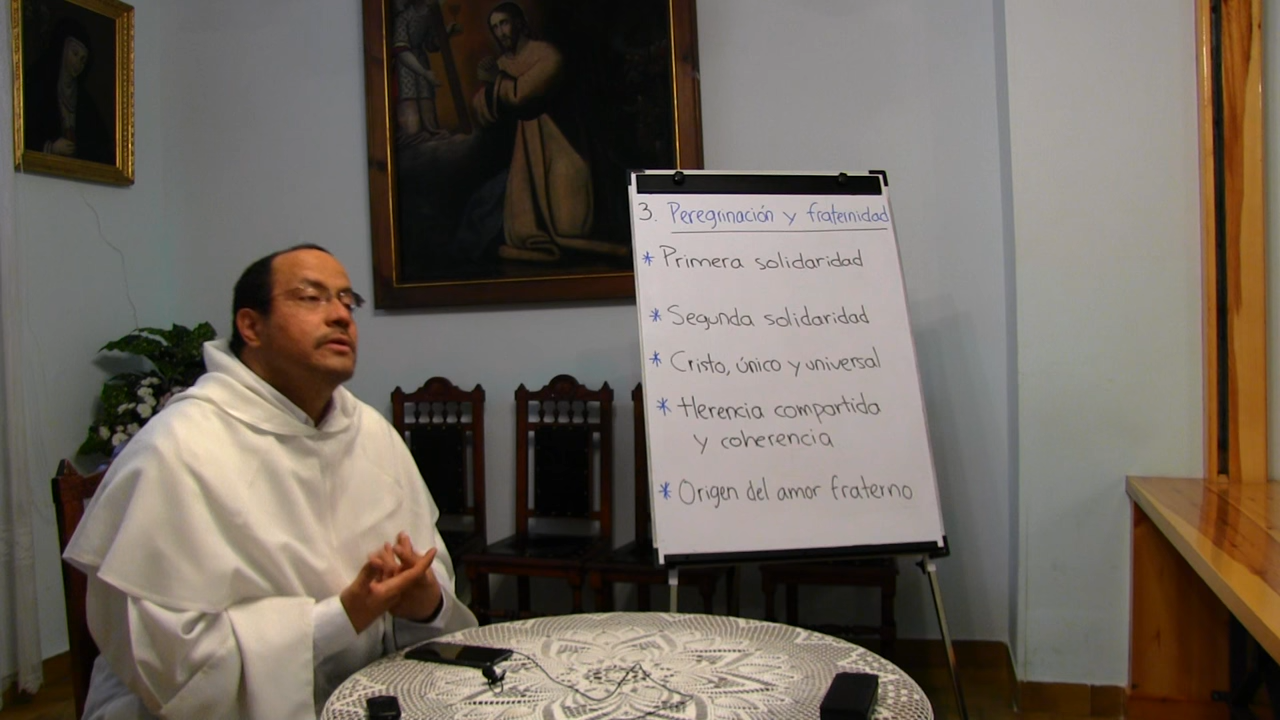 3. Peregrinación y fraternidad
* Primera solidaridad
* Segunda solidaridad
* Cristo, único y universal
* Herencia compartida
y coherencia
* Origen del amor fraterno